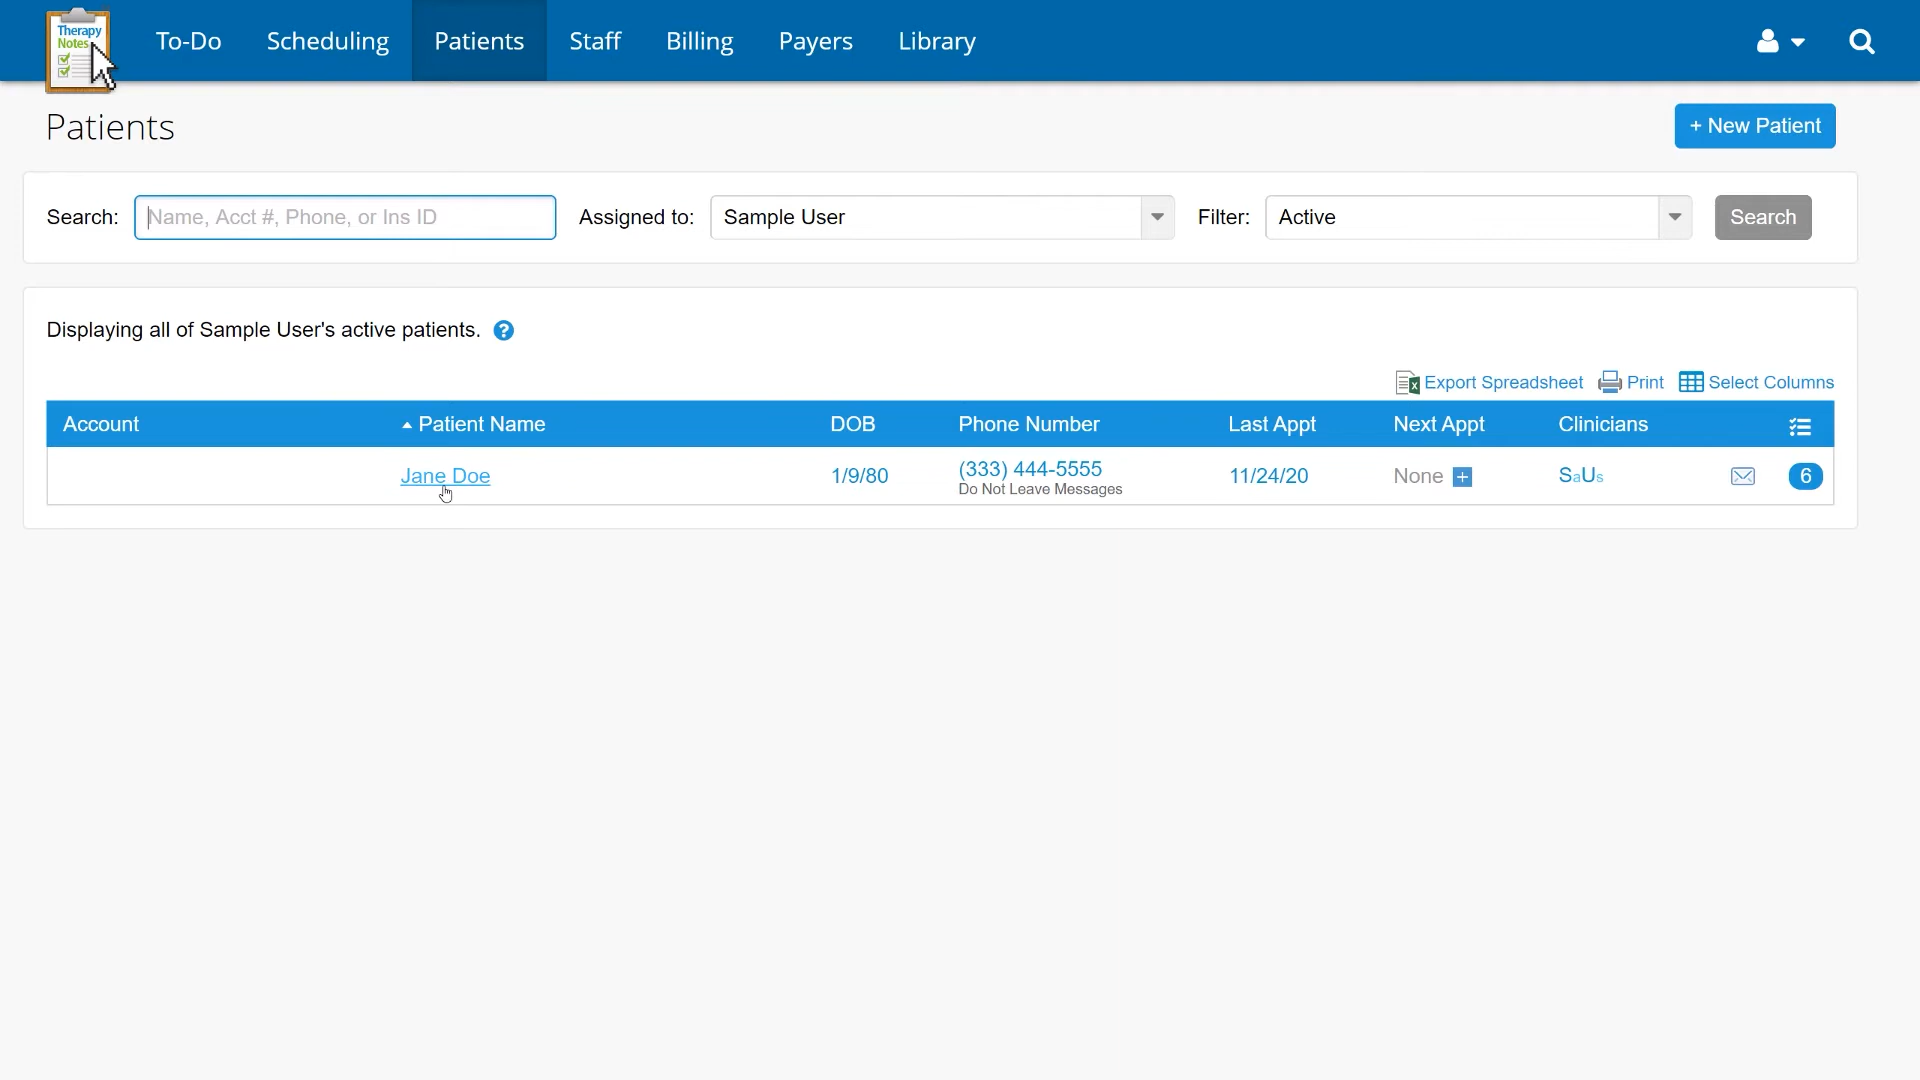 Therapy
Notes
To-Do Scheduling Patients Staff Billing Payers Library
Patients
+ New Patient
Search: Name, Acct #, Phone, or Ins ID Assigned to: Sample User Filter: Active Search
Displaying all of Sample User's active patients. ?
Export Spreadsheet Print Select Columns
Account Patient Name DOB Phone Number Last Appt Next Appt Clinicians
Jane Doe 1/9/80 (333) 444-5555 11/24/20 None + SaUs 6
Do Not Leave Messages